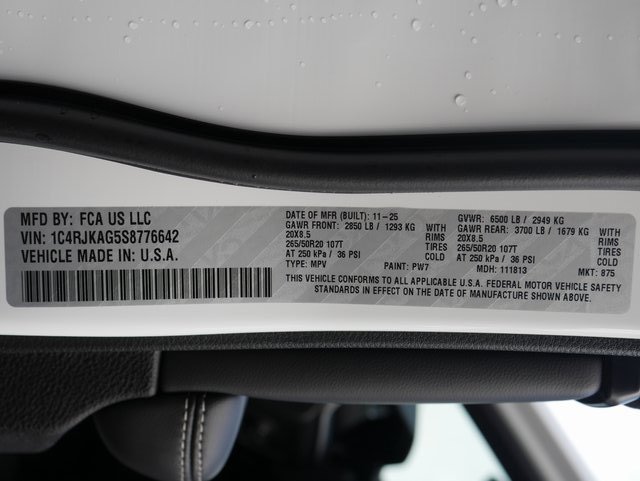 MFD BY: FCA US LLC
VIN: 1C4RJKAG5S8776642
VEHICLE MADE IN: U.S.A.
DATE OF MFR (BUILT): 11-25
GAWR FRONT: 2850 LB / 1293 KG WITH
20X8.5 RIMS
265/50R20 107T TIRES
AT 250 kPa / 36 PSI COLD
TYPE: MPV PAINT: PW7
GVWR: 6500 LB / 2949 KG
GAWR REAR: 3700 LB / 1679 KG WITH
20X8.5 RIMS
265/50R20 107T TIRES
AT 250 kPa / 36 PSI COLD
MDH: 111813 MKT: 875
THIS VEHICLE CONFORMS TO ALL APPLICABLE U.S.A. FEDERAL MOTOR VEHICLE SAFETY
STANDARDS IN EFFECT ON THE DATE OF MANUFACTURE SHOWN ABOVE.